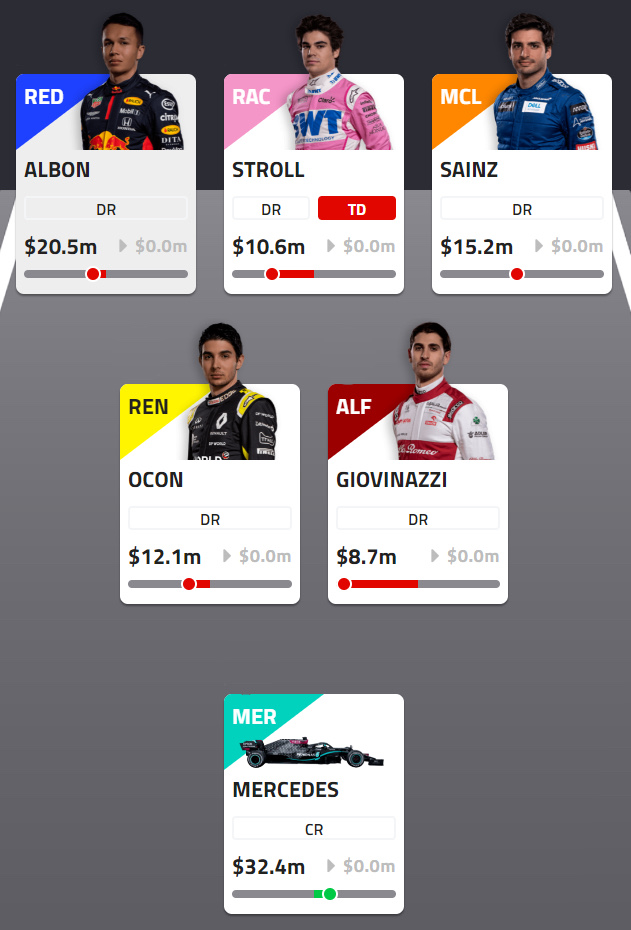 RED
ALBON
DR
$20.5m $0.0m
RAC
STROLL
DR TD
$10.6m $0.0m
MCL
SAINZ
DR
$15.2m $0.0m
REN
OCON
DR
$12.1m $0.0m
ALF
GIOVINAZZI
DR
$8.7m $0.0m
MER
MERCEDES
CR
$32.4m $0.0m